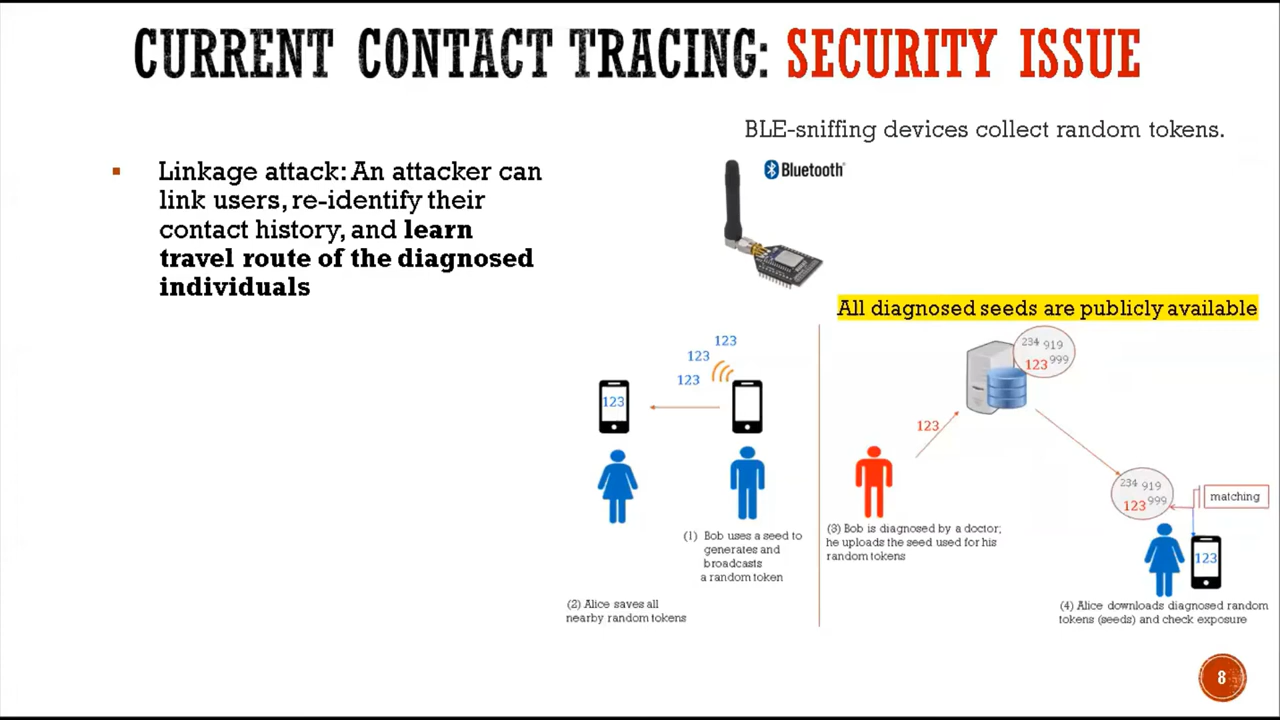 CURRENT CONTACT TRACING: SECURITY ISSUE
BLE-sniffing devices collect random tokens.
Bluetooth®
▪ Linkage attack: An attacker can
link users, re-identify their
contact history, and learn
travel route of the diagnosed
individuals
All diagnosed seeds are publicly available
123
123
123
123
(1) Bob uses a seed to
generates and
broadcasts
a random token
(2) Alice saves all
nearby random tokens
234 919
123 999
123
(3) Bob is diagnosed by a doctor;
he uploads the seed used for his
random tokens
234 919
123 999
matching
123
(4) Alice downloads diagnosed random
tokens (seeds) and check exposure
8